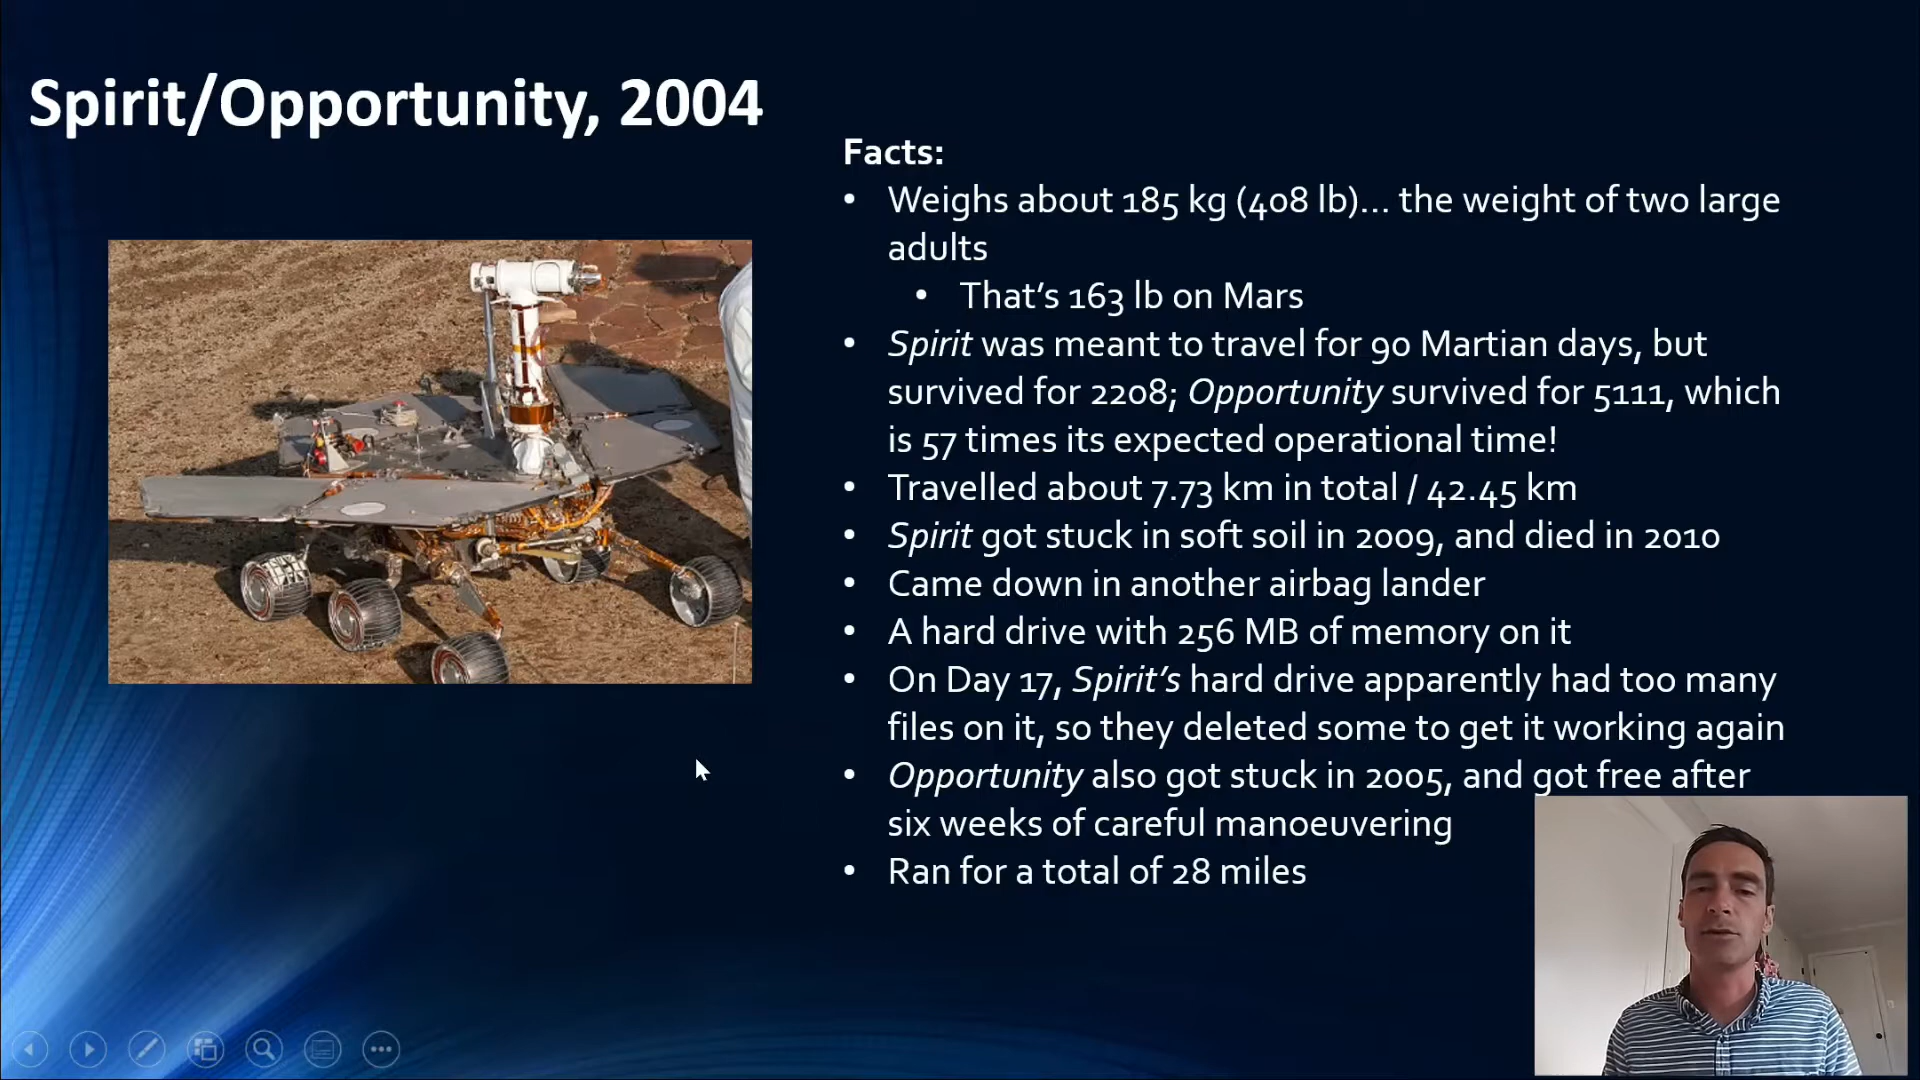 Spirit/Opportunity, 2004
Facts:
• Weighs about 185 kg (408 lb)... the weight of two large
adults
• That's 163 lb on Mars
• Spirit was meant to travel for 90 Martian days, but
survived for 2208; Opportunity survived for 5111, which
is 57 times its expected operational time!
• Travelled about 7.73 km in total / 42.45 km
• Spirit got stuck in soft soil in 2009, and died in 2010
• Came down in another airbag lander
• A hard drive with 256 MB of memory on it
• On Day 17, Spirit's hard drive apparently had too many
files on it, so they deleted some to get it working again
• Opportunity also got stuck in 2005, and got free after
six weeks of careful manoeuvering
• Ran for a total of 28 miles